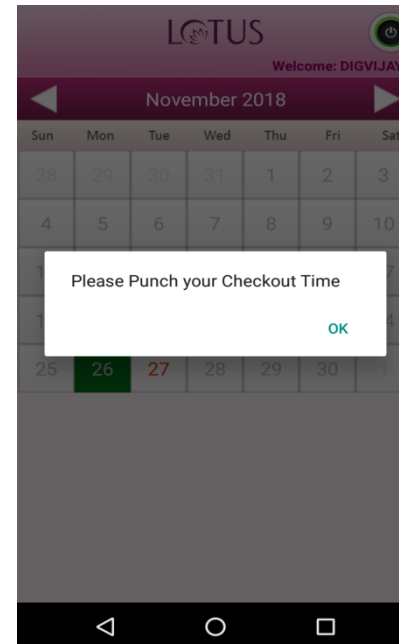 LOTUS
Welcome: DIGVIJAY
November 2018
Sun Mon Tue Wed Thu Fri Sat
28 29 30 31 1 2 3
4 5 6 7 8 9 10
Please Punch your Checkout Time
OK
25 26 27 28 29 30 1